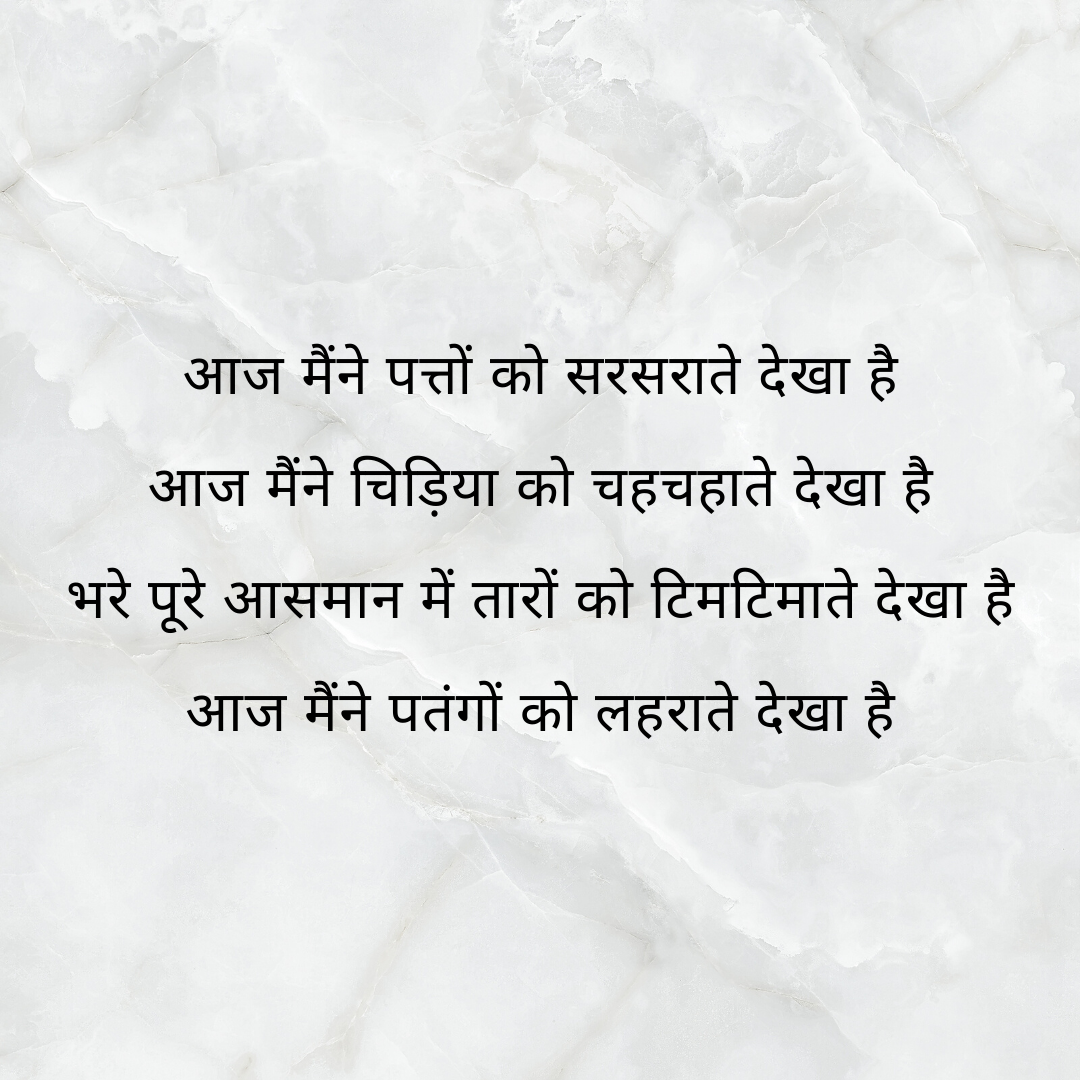 आज मैंने पत्तों को सरसराते देखा है
आज मैंने चिड़िया को चहचहाते देखा है
भरे पूरे आसमान में तारों को टिमटिमाते देखा है
आज मैंने पतंगों को लहराते देखा है